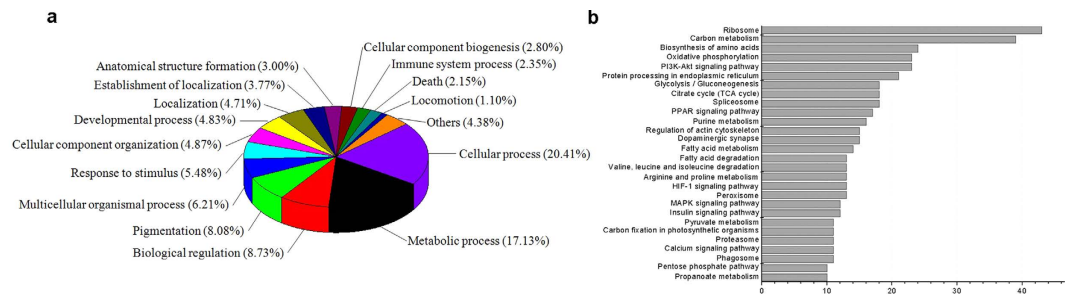 a
Cellular component biogenesis (2.80%)
Immune system process (2.35%)
Anatomical structure formation (3.00%)
Death (2.15%)
Establishment of localization (3.77%)
Locomotion (1.10%)
Localization (4.71%)
Others (4.38%)
Developmental process (4.83%)
Cellular component organization (4.87%)
Cellular process (20.41%)
Response to stimulus (5.48%)
Multicellular organismal process (6.21%)
Pigmentation (8.08%)
Metabolic process (17.13%)
Biological regulation (8.73%)
b
Ribosome
Carbon metabolism
Biosynthesis of amino acids
Oxidative phosphorylation
PI3K-Akt signaling pathway
Protein processing in endoplasmic reticulum
Glycolysis / Gluconeogenesis
Citrate cycle (TCA cycle)
Spliceosome
PPAR signaling pathway
Purine metabolism
Regulation of actin cytoskeleton
Dopaminergic synapse
Fatty acid metabolism
Fatty acid degradation
Valine, leucine and isoleucine degradation
Arginine and proline metabolism
HIF-1 signaling pathway
Peroxisome
MAPK signaling pathway
Insulin signaling pathway
Pyruvate metabolism
Carbon fixation in photosynthetic organisms
Proteasome
Calcium signaling pathway
Phagosome
Pentose phosphate pathway
Propanoate metabolism
0 10 20 30 40